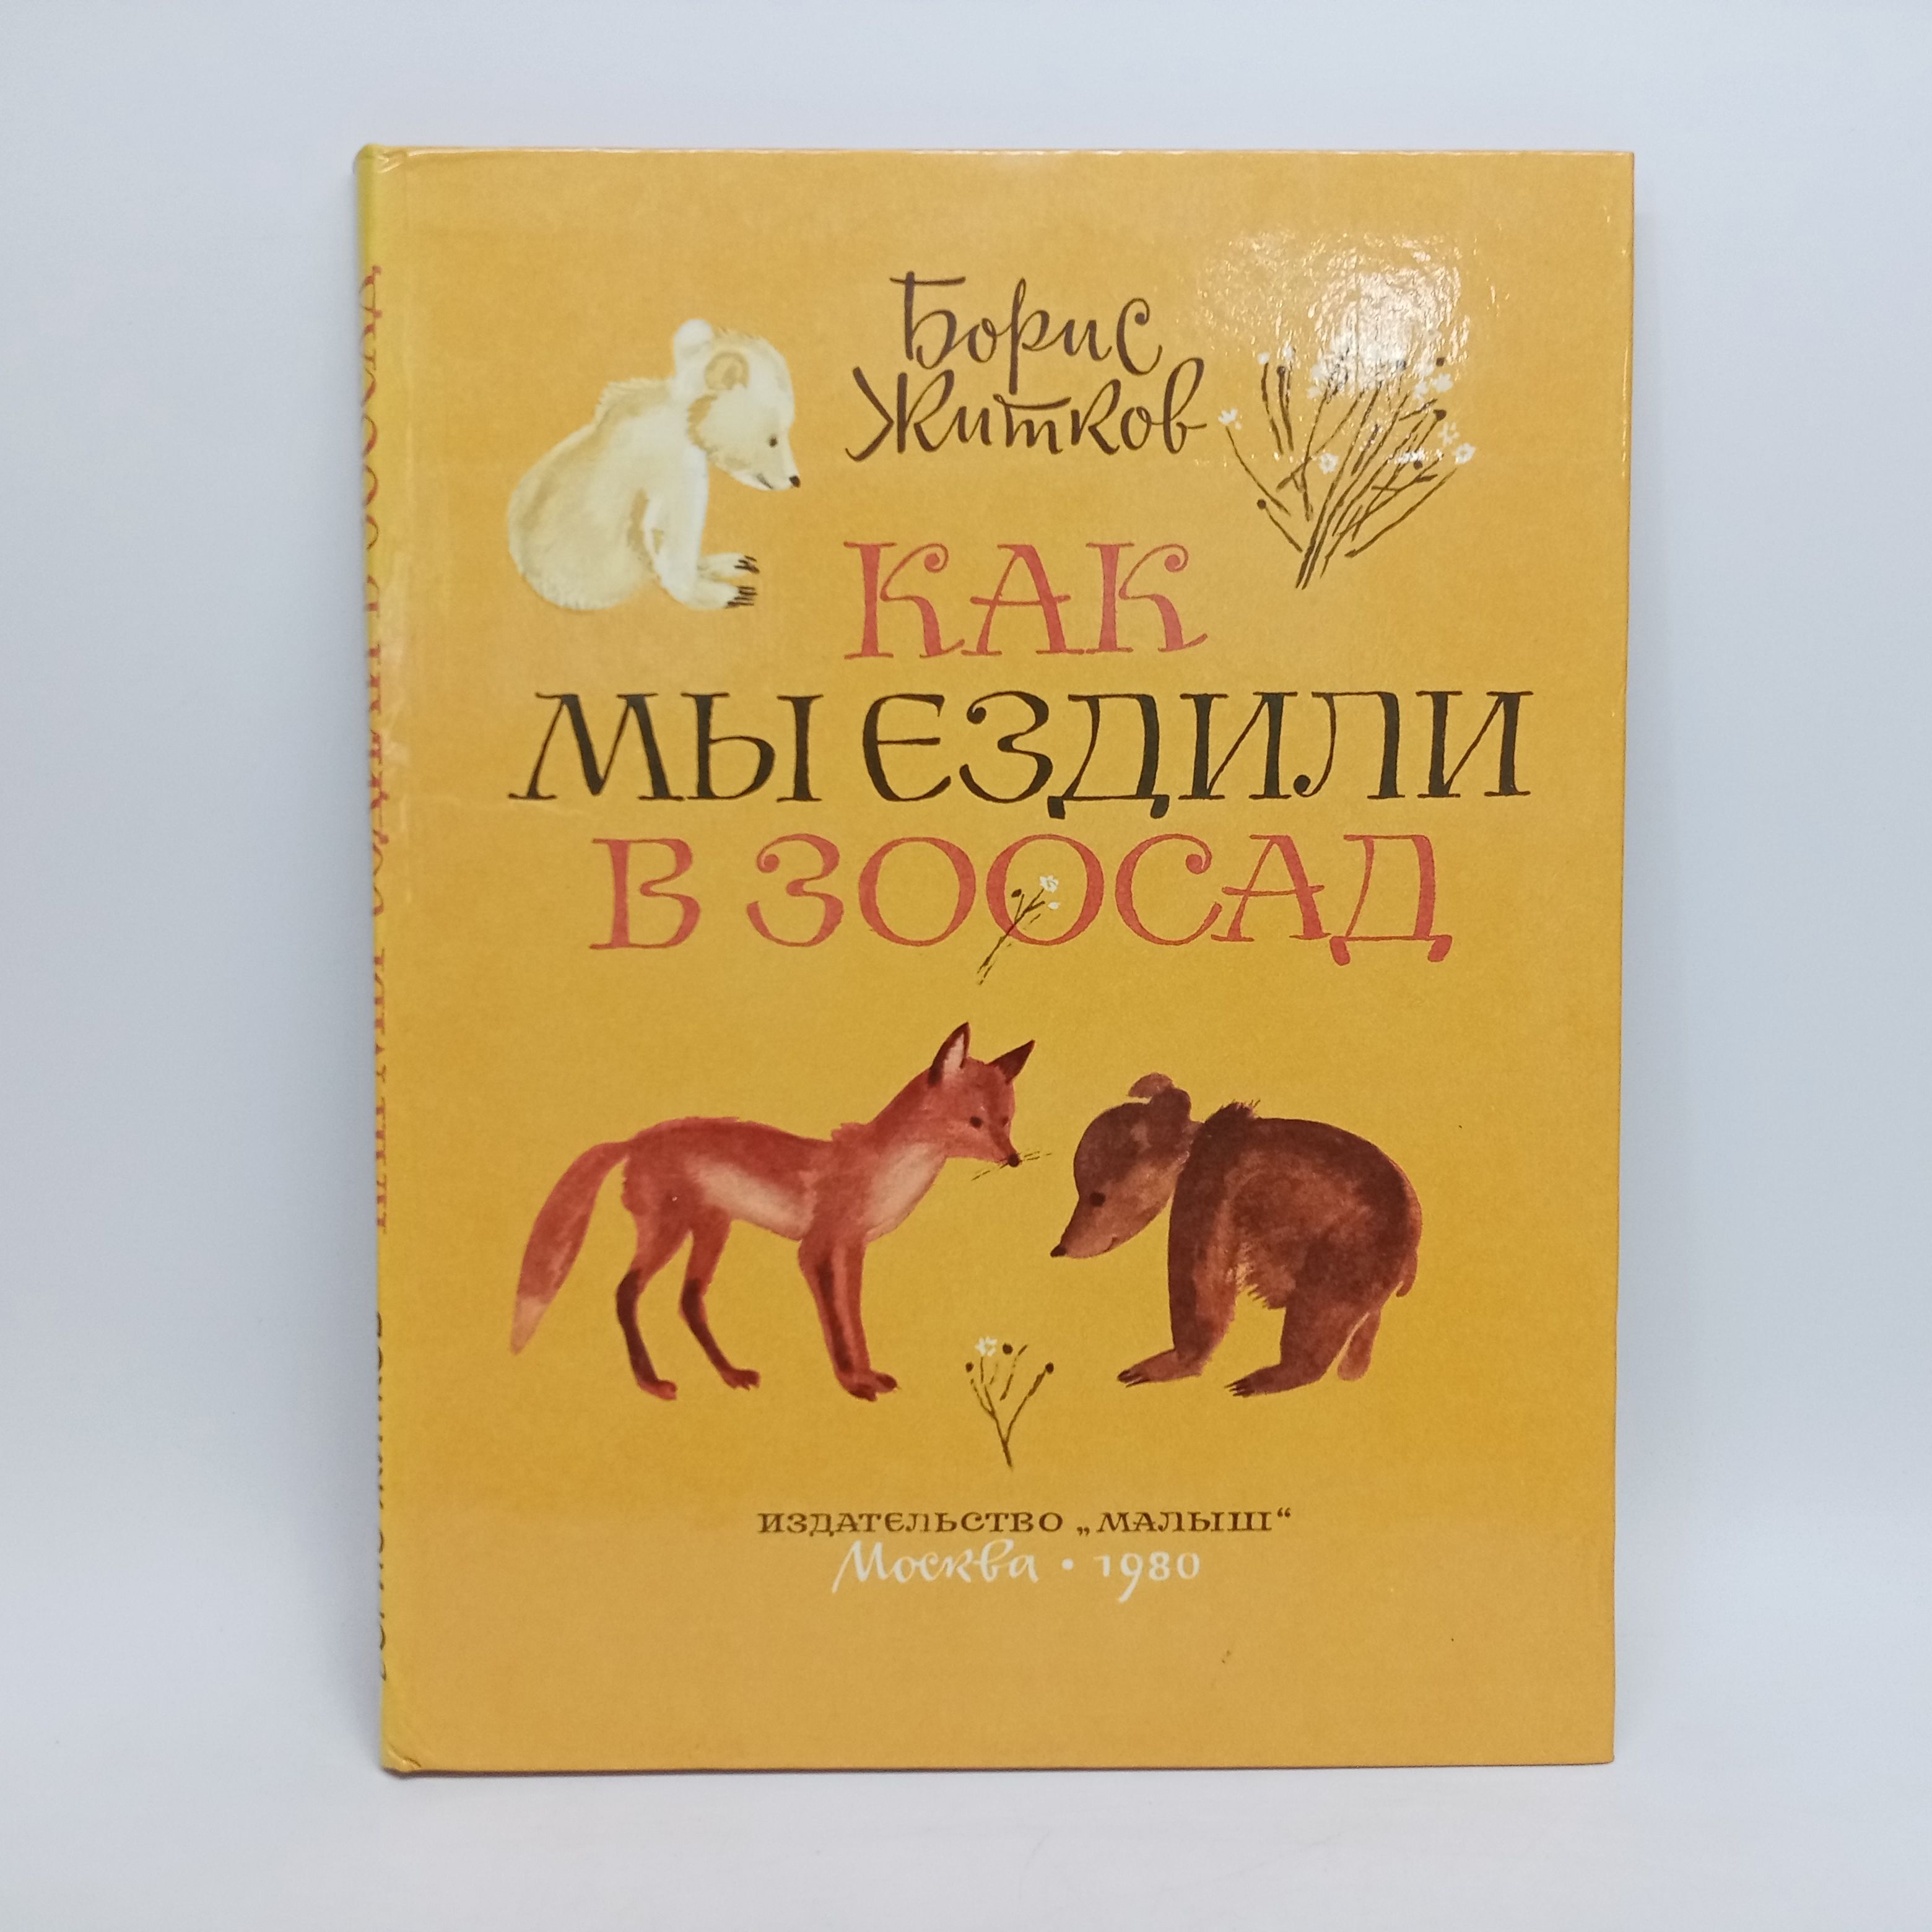 Борис
Житков
КАК
МЫ ЕЗДИЛИ
В ЗООСАД
ИЗДАТЕЛЬСТВО „МАЛЫШ“
Москва • 1980